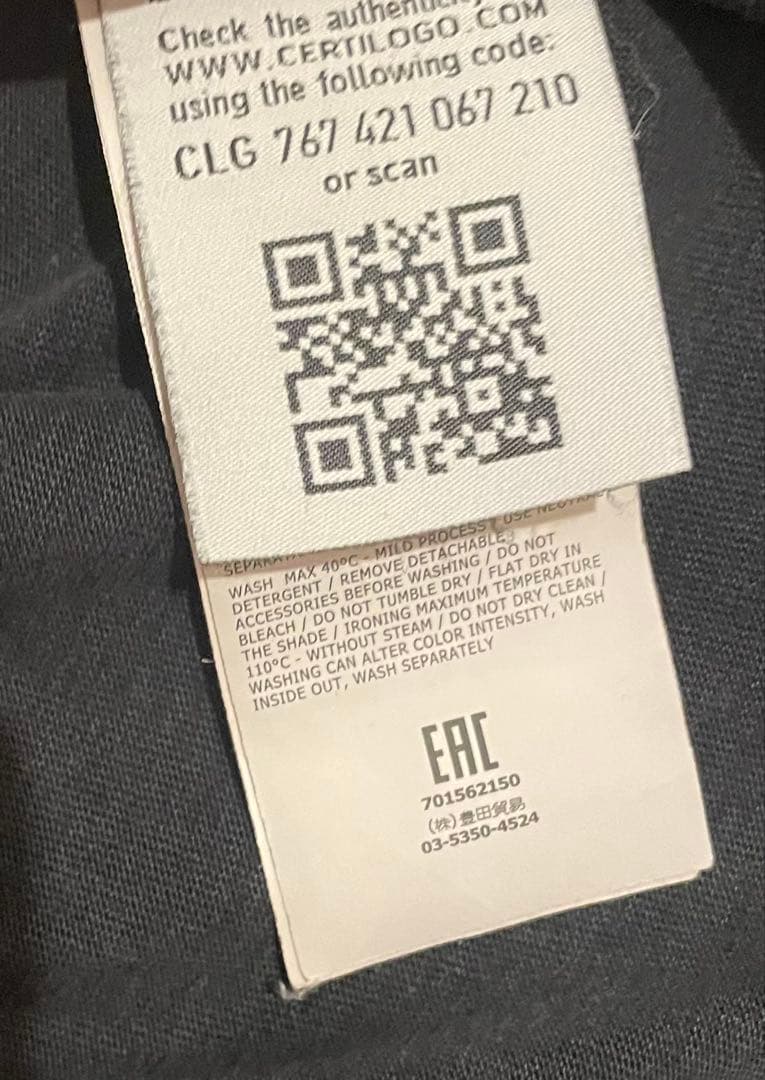 Check the authenticity
WWW.CERTILOGO.COM
using the following code:
CLG 767 421 067 210
or scan
WASH MAX 40°C - MILD PROCESS / USE NEUTRAL
DETERGENT / REMOVE DETACHABLE
ACCESSORIES BEFORE WASHING / DO NOT
BLEACH / DO NOT TUMBLE DRY / FLAT DRY IN
THE SHADE / IRONING MAXIMUM TEMPERATURE
110°C - WITHOUT STEAM / DO NOT DRY CLEAN /
WASHING CAN ALTER COLOR INTENSITY, WASH
INSIDE OUT, WASH SEPARATELY
EAC
701562150
(株)豊田貿易
03-5350-4524